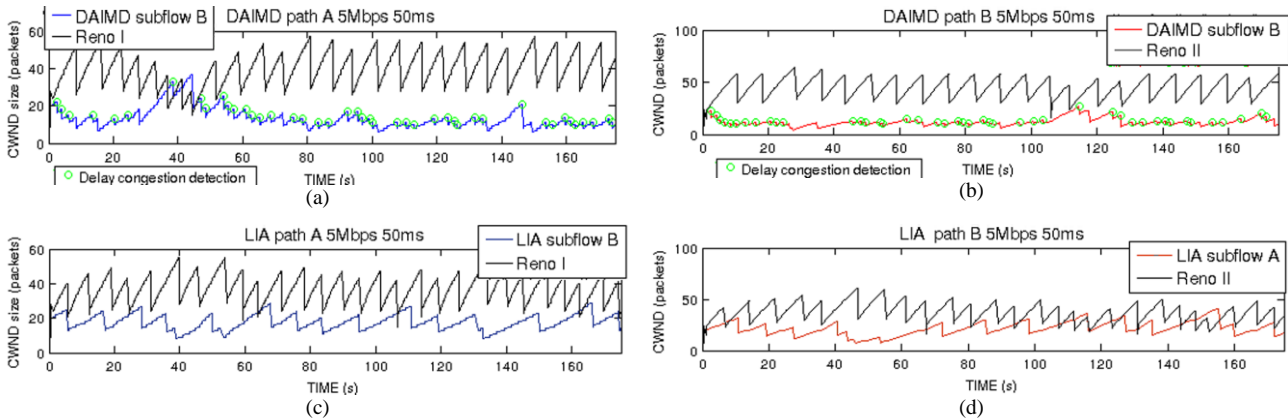 DAIMD path A 5Mbps 50ms
DAIMD subflow B
Reno I
CWND size (packets)
60
40
20
0
0 20 40 60 80 100 120 140 160
TIME (s)
Delay congestion detection
(a)
DAIMD path B 5Mbps 50ms
DAIMD subflow B
Reno II
CWND (packets)
100
50
0
0 20 40 60 80 100 120 140 160
TIME (s)
Delay congestion detection
(b)
LIA path A 5Mbps 50ms
LIA subflow B
Reno I
CWND size (packets)
60
40
20
0
0 20 40 60 80 100 120 140 160
TIME (s)
(c)
LIA path B 5Mbps 50ms
LIA subflow A
Reno II
CWND (packets)
100
50
0
0 20 40 60 80 100 120 140 160
TIME (s)
(d)